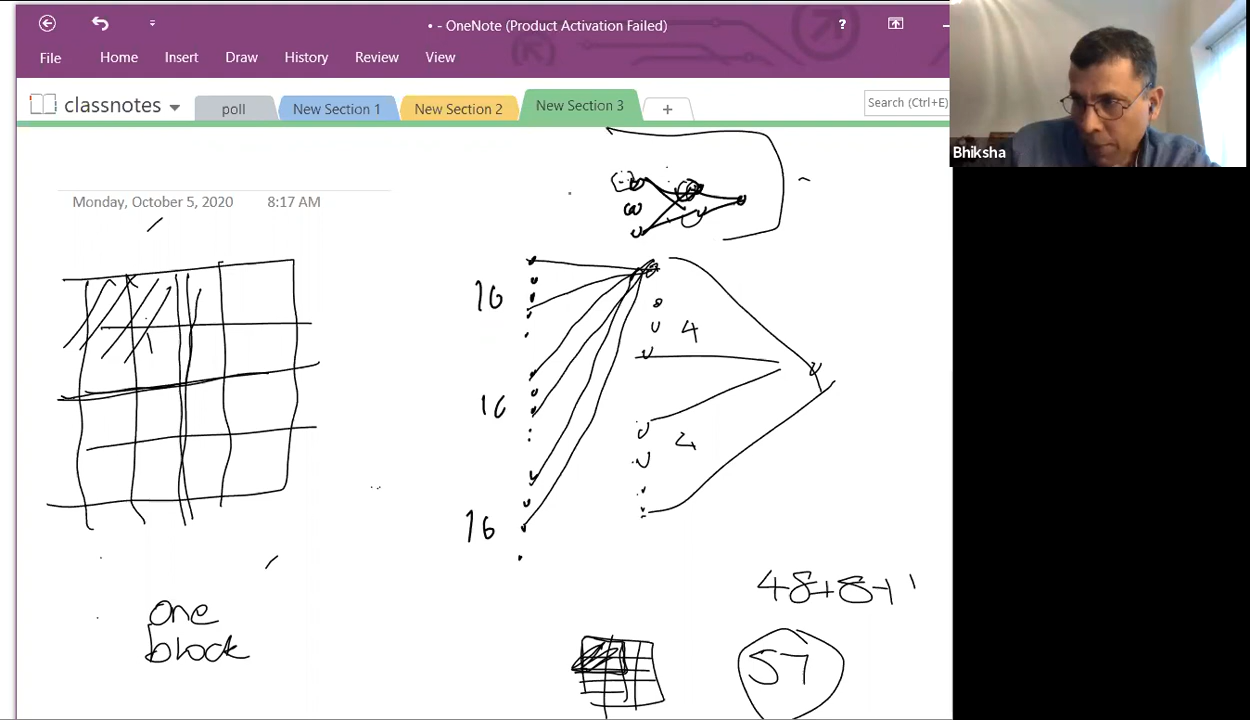 - OneNote (Product Activation Failed)
?
File Home Insert Draw History Review View
classnotes poll New Section 1 New Section 2 New Section 3 +
Search (Ctrl+E)
Bhiksha
Monday, October 5, 2020 8:17 AM
16
4
16
4
16
48+8+1
one
block
57